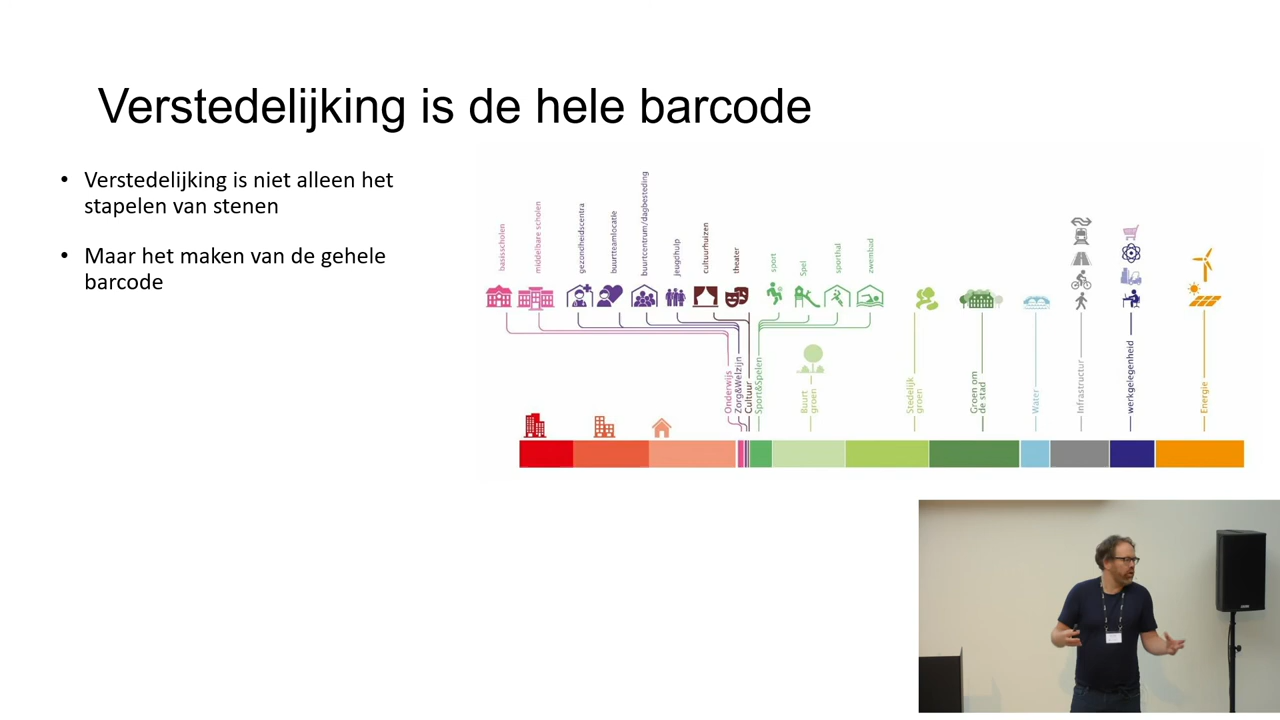 Verstedelijking is de hele barcode
• Verstedelijking is niet alleen het
stapelen van stenen
• Maar het maken van de gehele
barcode
basisscholen
middelbare scholen
gezondheidscentra
buurtteamlocatie
buurtcentrum/dagbesteding
jeugdhulp
cultuurhuizen
theater
sport
Spel
sporthal
zwembad
Onderwijs
Zorg&Welzijn
Cultuur
Sport&Spelen
Buurt
groen
Stedelijk
groen
Groen om
de stad
Water
Infrastructuur
werkgelegenheid
Energie